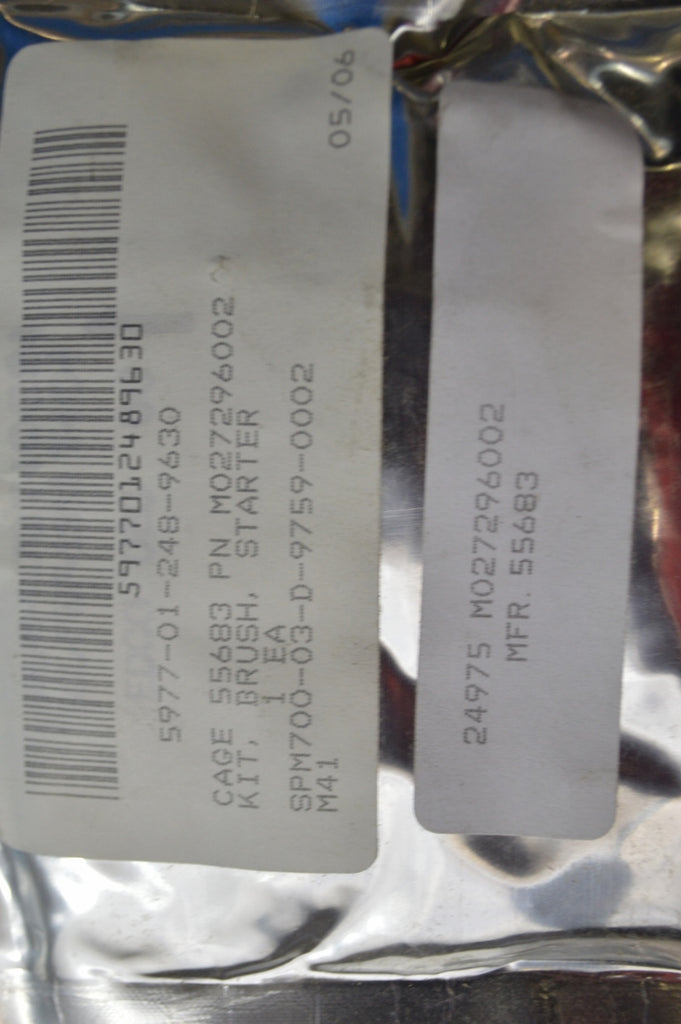 5977012489630
5977-01-248-9630
CAGE 55683 PN M027296002
KIT, BRUSH, STARTER
1 EA
SPM700-03-D-9759-0002
M41
05/06
24975 M027296002
MFR. 55683